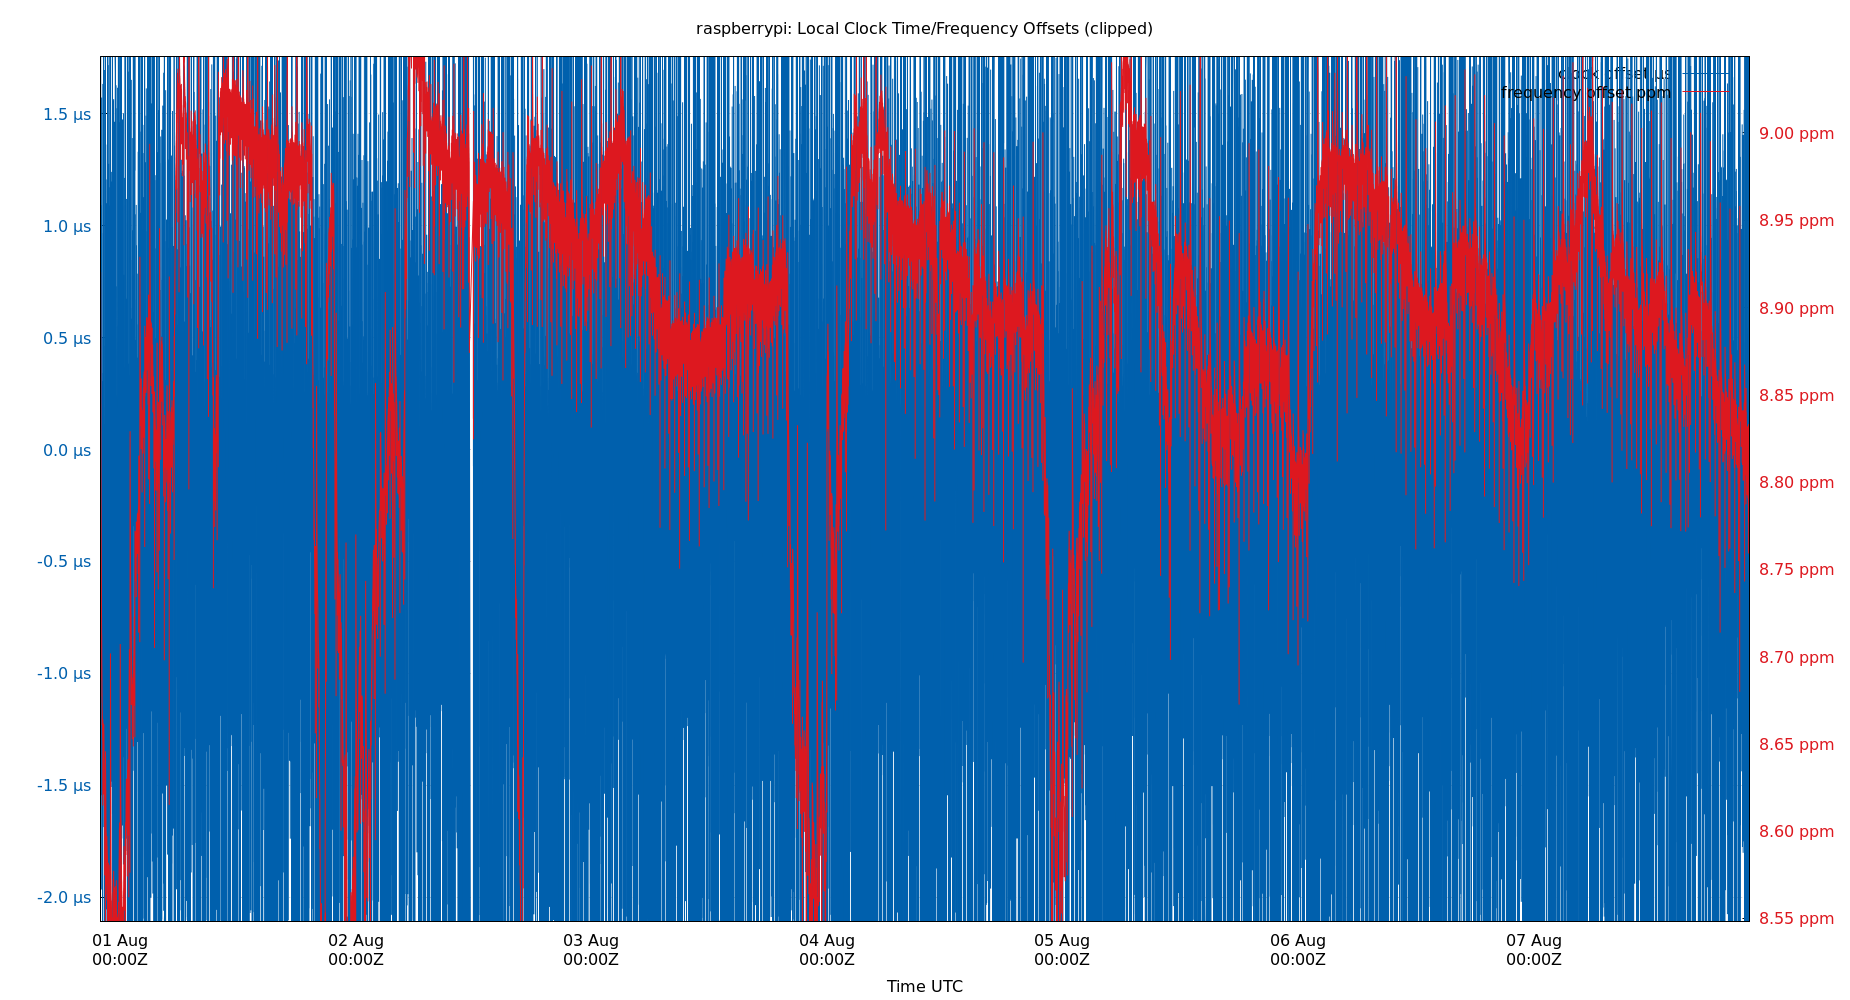 raspberrypi: Local Clock Time/Frequency Offsets (clipped)
clock offset µs
frequency offset ppm
1.5 µs
1.0 µs
0.5 µs
0.0 µs
-0.5 µs
-1.0 µs
-1.5 µs
-2.0 µs
9.00 ppm
8.95 ppm
8.90 ppm
8.85 ppm
8.80 ppm
8.75 ppm
8.70 ppm
8.65 ppm
8.60 ppm
8.55 ppm
01 Aug
00:00Z
02 Aug
00:00Z
03 Aug
00:00Z
04 Aug
00:00Z
05 Aug
00:00Z
06 Aug
00:00Z
07 Aug
00:00Z
Time UTC